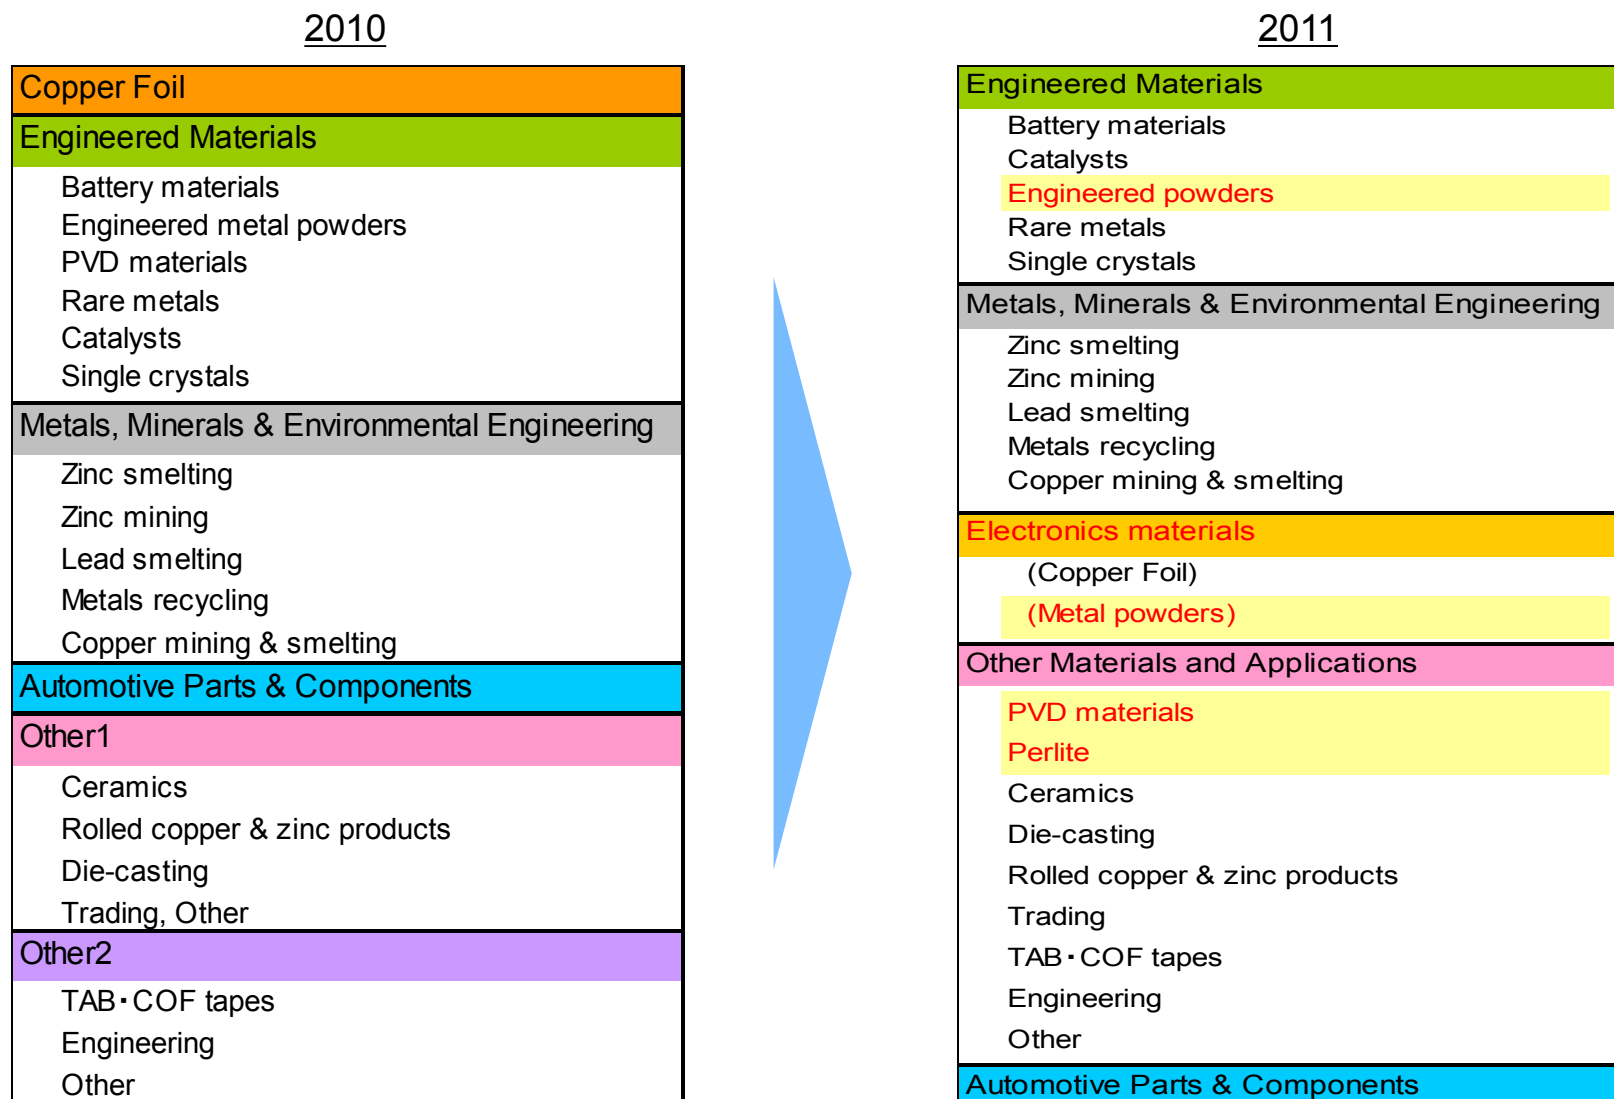 2010
Copper Foil
Engineered Materials
Battery materials
Engineered metal powders
PVD materials
Rare metals
Catalysts
Single crystals
Metals, Minerals & Environmental Engineering
Zinc smelting
Zinc mining
Lead smelting
Metals recycling
Copper mining & smelting
Automotive Parts & Components
Other1
Ceramics
Rolled copper & zinc products
Die-casting
Trading, Other
Other2
TAB・COF tapes
Engineering
Other
2011
Engineered Materials
Battery materials
Catalysts
Engineered powders
Rare metals
Single crystals
Metals, Minerals & Environmental Engineering
Zinc smelting
Zinc mining
Lead smelting
Metals recycling
Copper mining & smelting
Electronics materials
(Copper Foil)
(Metal powders)
Other Materials and Applications
PVD materials
Perlite
Ceramics
Die-casting
Rolled copper & zinc products
Trading
TAB・COF tapes
Engineering
Other
Automotive Parts & Components